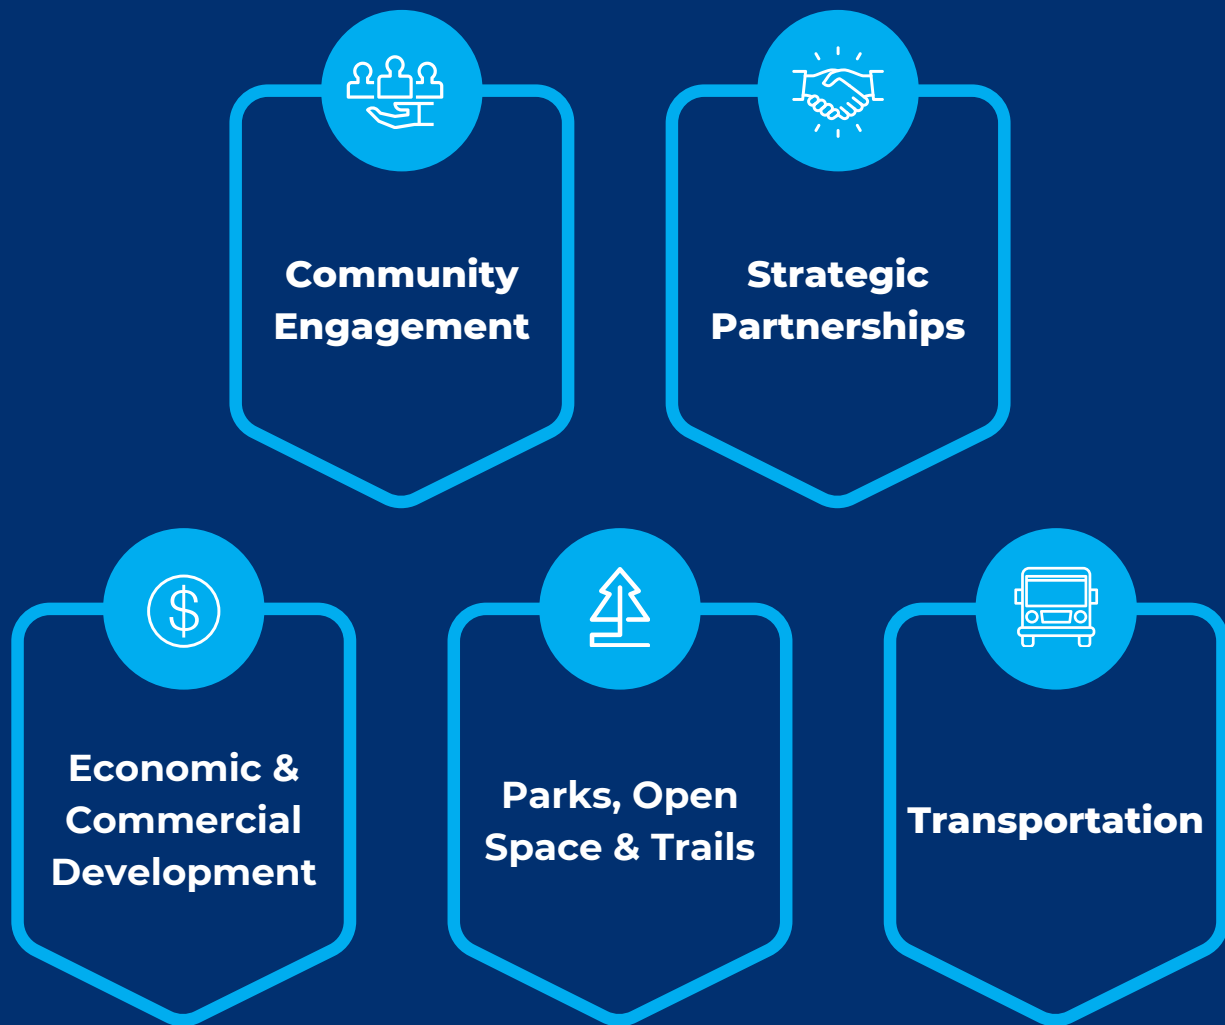 Community
Engagement
Strategic
Partnerships
Economic &
Commercial
Development
Parks, Open
Space & Trails
Transportation